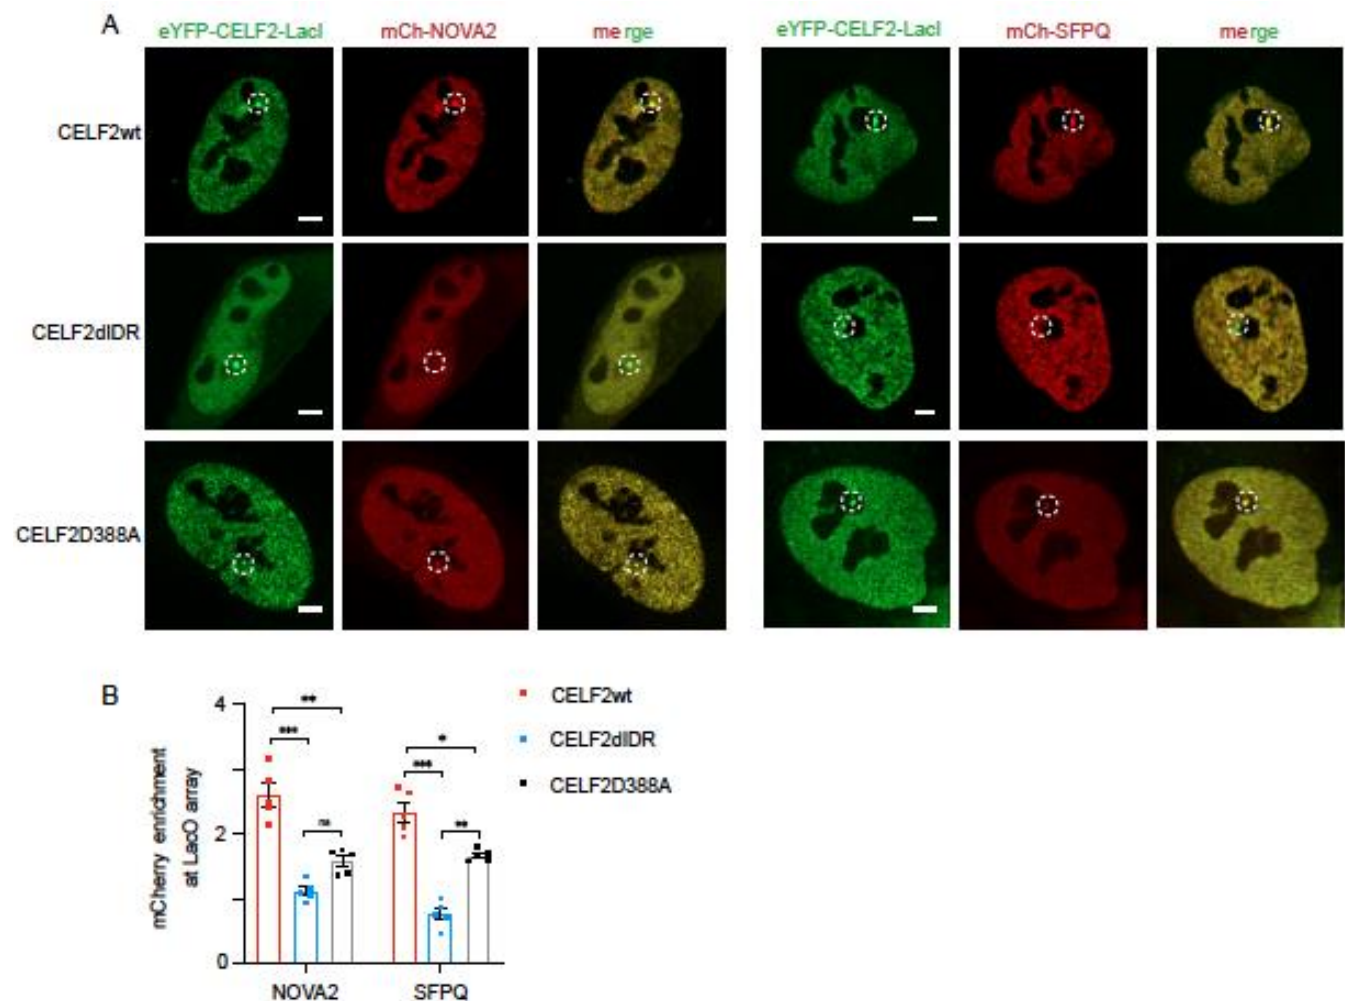 A
eYFP-CELF2-LacI mCh-NOVA2 merge eYFP-CELF2-LacI mCh-SFPQ merge
CELF2wt
CELF2dIDR
CELF2D388A
B
mCherry enrichment
at LacO array
4
2
0
** *** ns * *** **
NOVA2 SFPQ
CELF2wt
CELF2dIDR
CELF2D388A